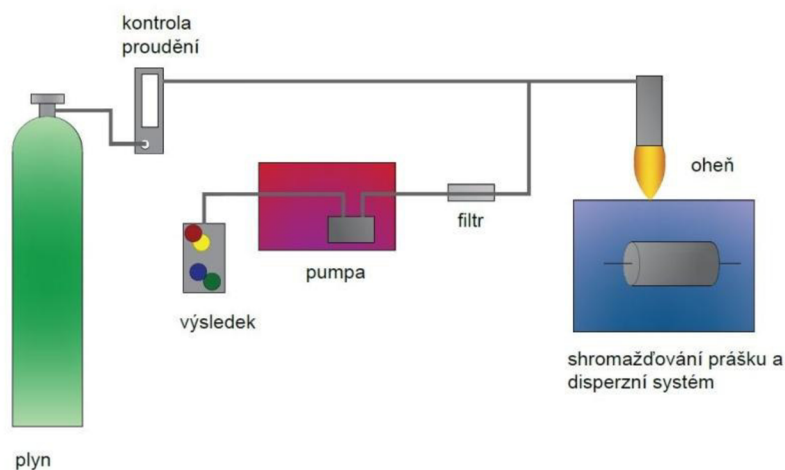 kontrola
proudění
oheň
filtr
pumpa
výsledek
shromažďování prášku a
disperzní systém
plyn